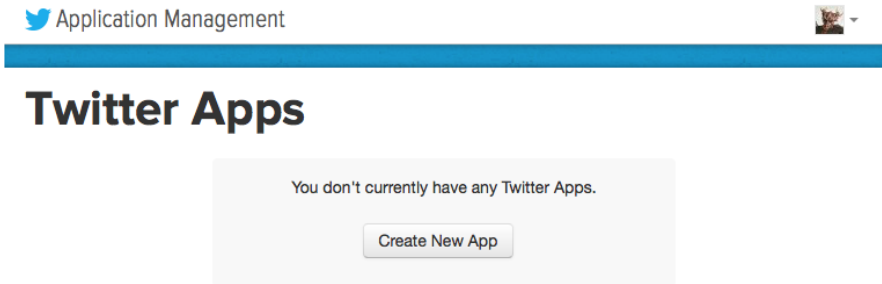 Application Management
Twitter Apps
You don't currently have any Twitter Apps.
Create New App